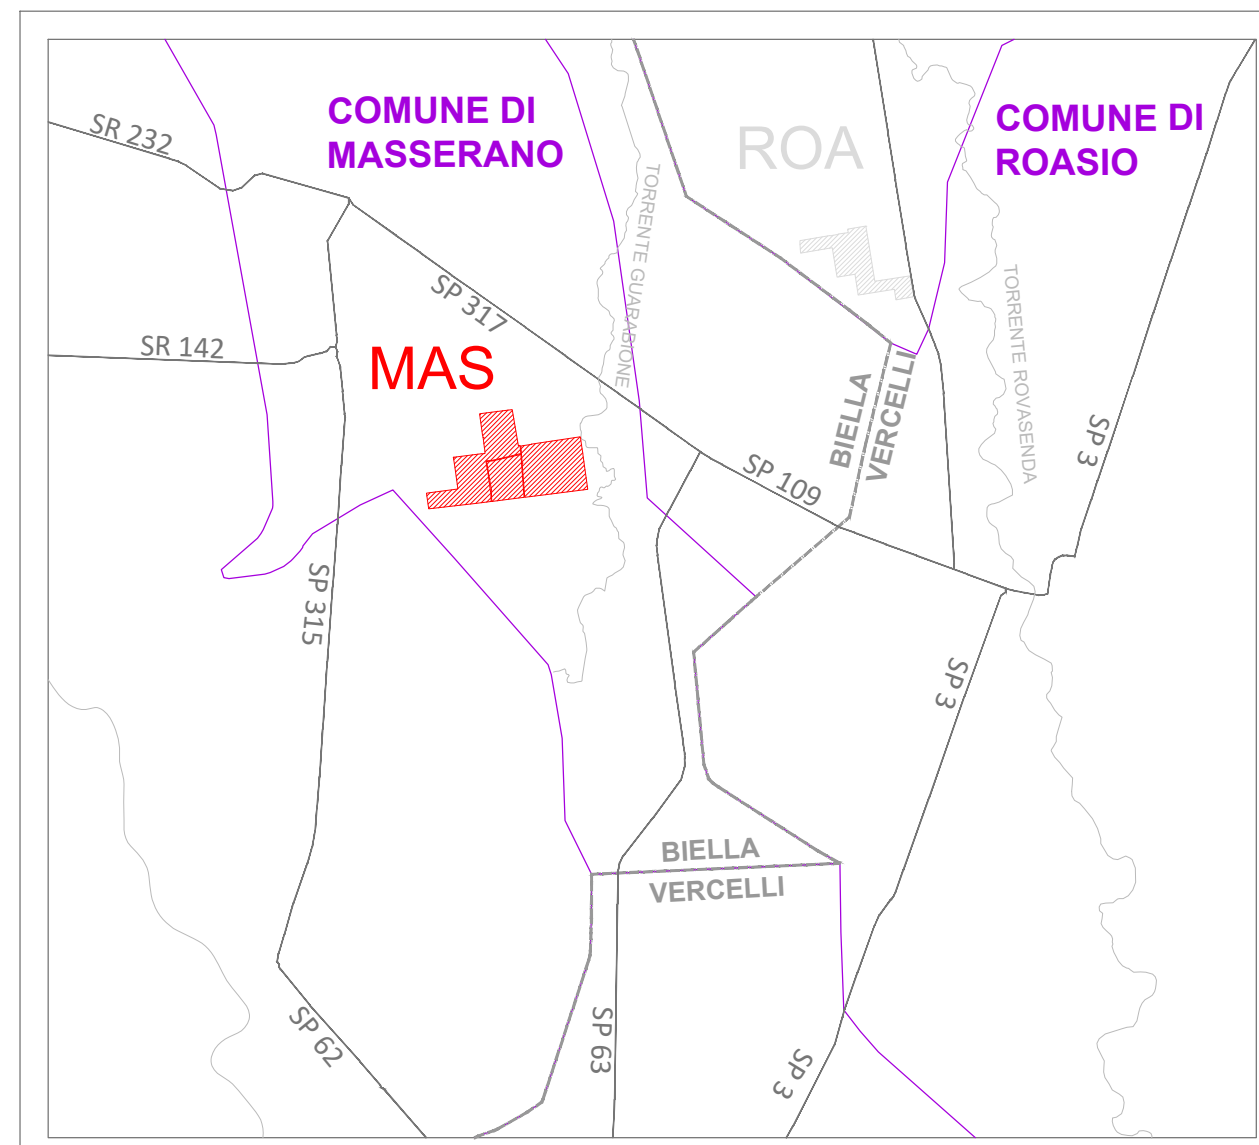 COMUNE DI
MASSERANO
ROA
COMUNE DI
ROASIO
SR 232
TORRENTE GUARABIONE
SP 317
TORRENTE ROVASENDA
SR 142
MAS
BIELLA
VERCELLI
SP 3
SP 109
SP 315
SP 3
BIELLA
VERCELLI
SP 62
SP 63
SP 3